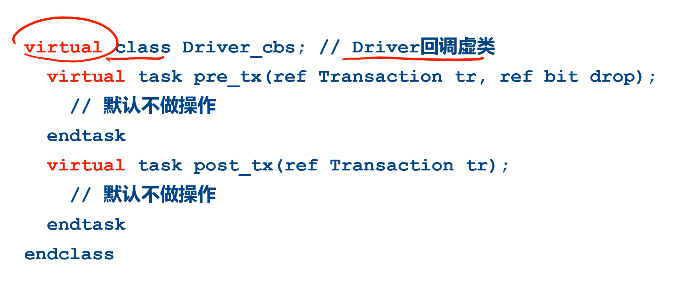 virtual class Driver_cbs; // Driver回调虚类
virtual task pre_tx(ref Transaction tr, ref bit drop);
// 默认不做操作
endtask
virtual task post_tx(ref Transaction tr);
// 默认不做操作
endtask
endclass